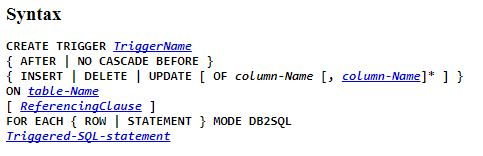 Syntax
CREATE TRIGGER TriggerName
{ AFTER | NO CASCADE BEFORE }
{ INSERT | DELETE | UPDATE [ OF column-Name [, column-Name]* ] }
ON table-Name
[ ReferencingClause ]
FOR EACH { ROW | STATEMENT } MODE DB2SQL
Triggered-SQL-statement